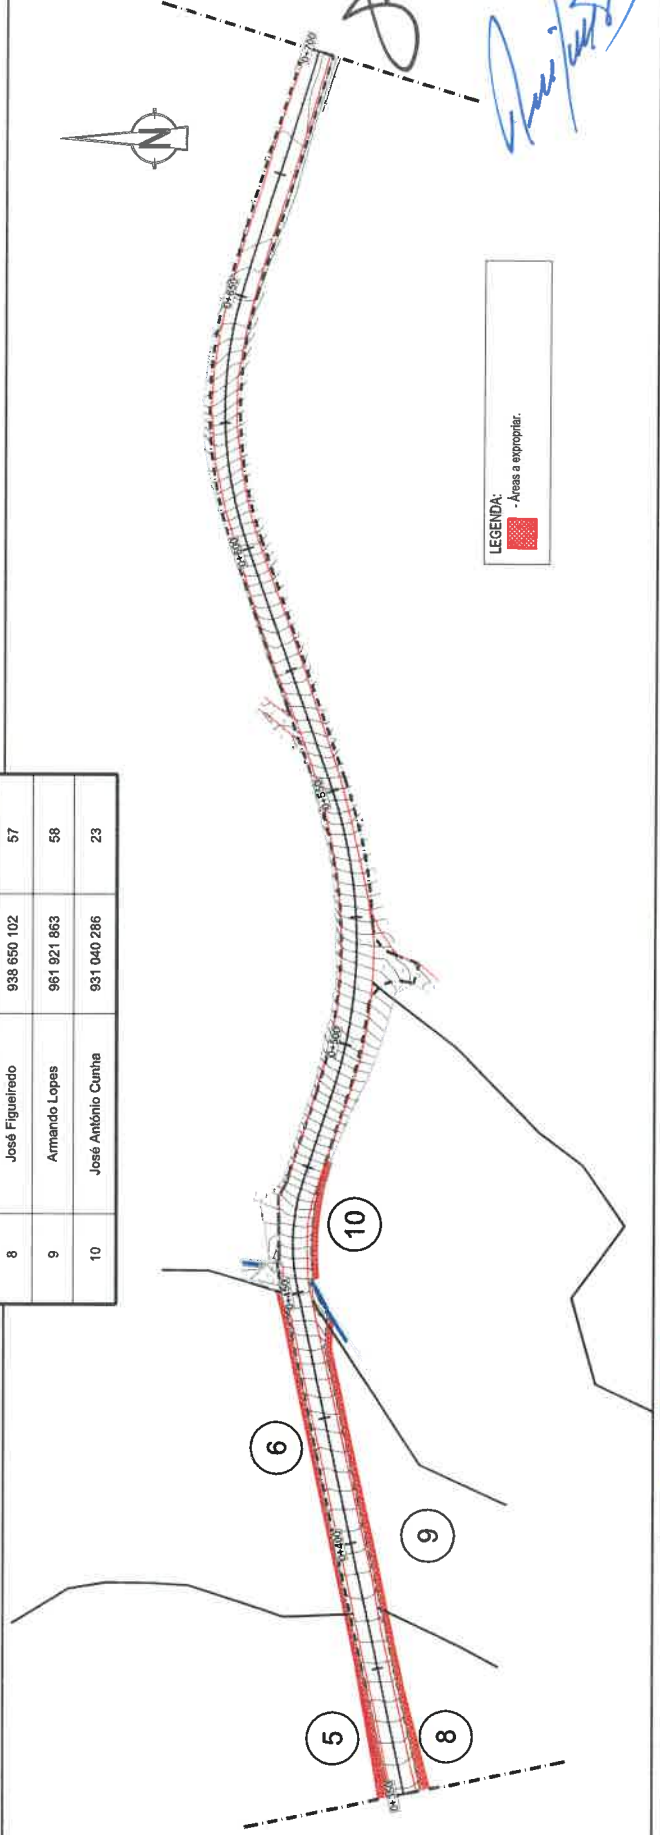 8 José Figueiredo 938 650 102 57
9 Armando Lopes 961 921 863 58
10 José António Cunha 931 040 286 23
N
0+700
0+650
0+600
0+550
0+500
0+450
0+400
0+350
5
6
8
9
10
LEGENDA:
- Áreas a expropriar.